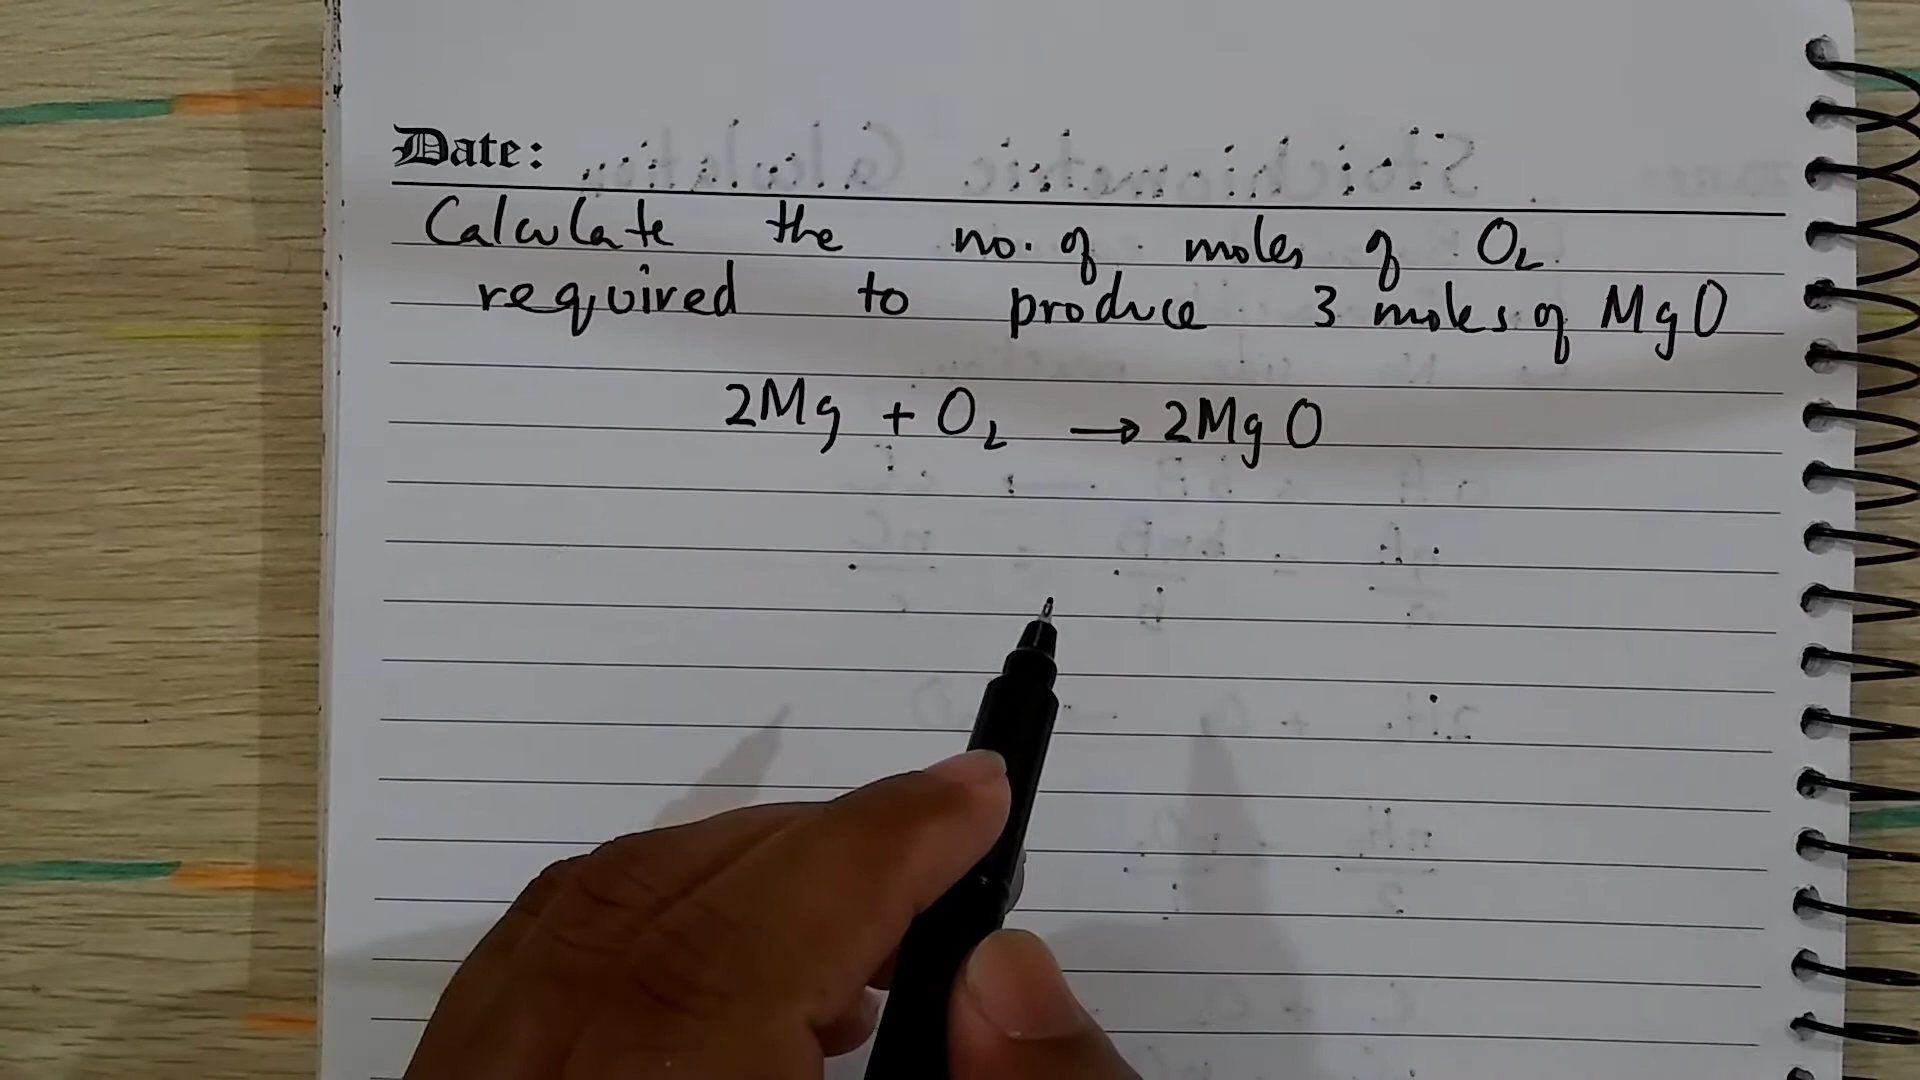 Date:
Calculate the no. of moles of O₂
required to produce 3 moles of MgO
2Mg + O₂ → 2MgO